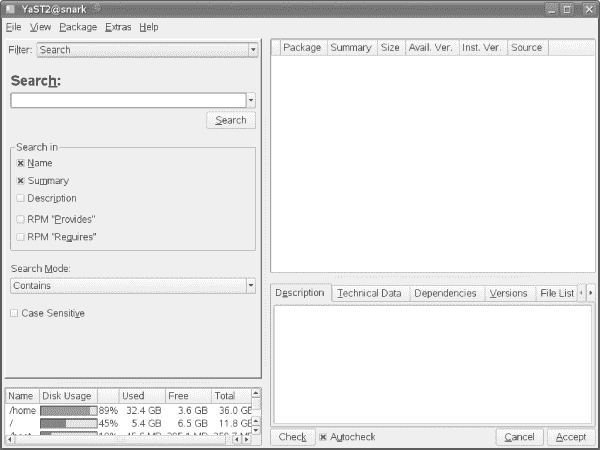 YaST2@snark
File View Package Extras Help
Filter: Search
Search:
Search
Search in
Name
Summary
Description
RPM "Provides"
RPM "Requires"
Search Mode:
Contains
Case Sensitive
Name Disk Usage Used Free Total
/home 89% 32.4 GB 3.6 GB 36.0 GB
/ 45% 5.4 GB 6.5 GB 11.8 GB
Package Summary Size Avail. Ver. Inst. Ver. Source
Description Technical Data Dependencies Versions File List
Check Autocheck Cancel Accept